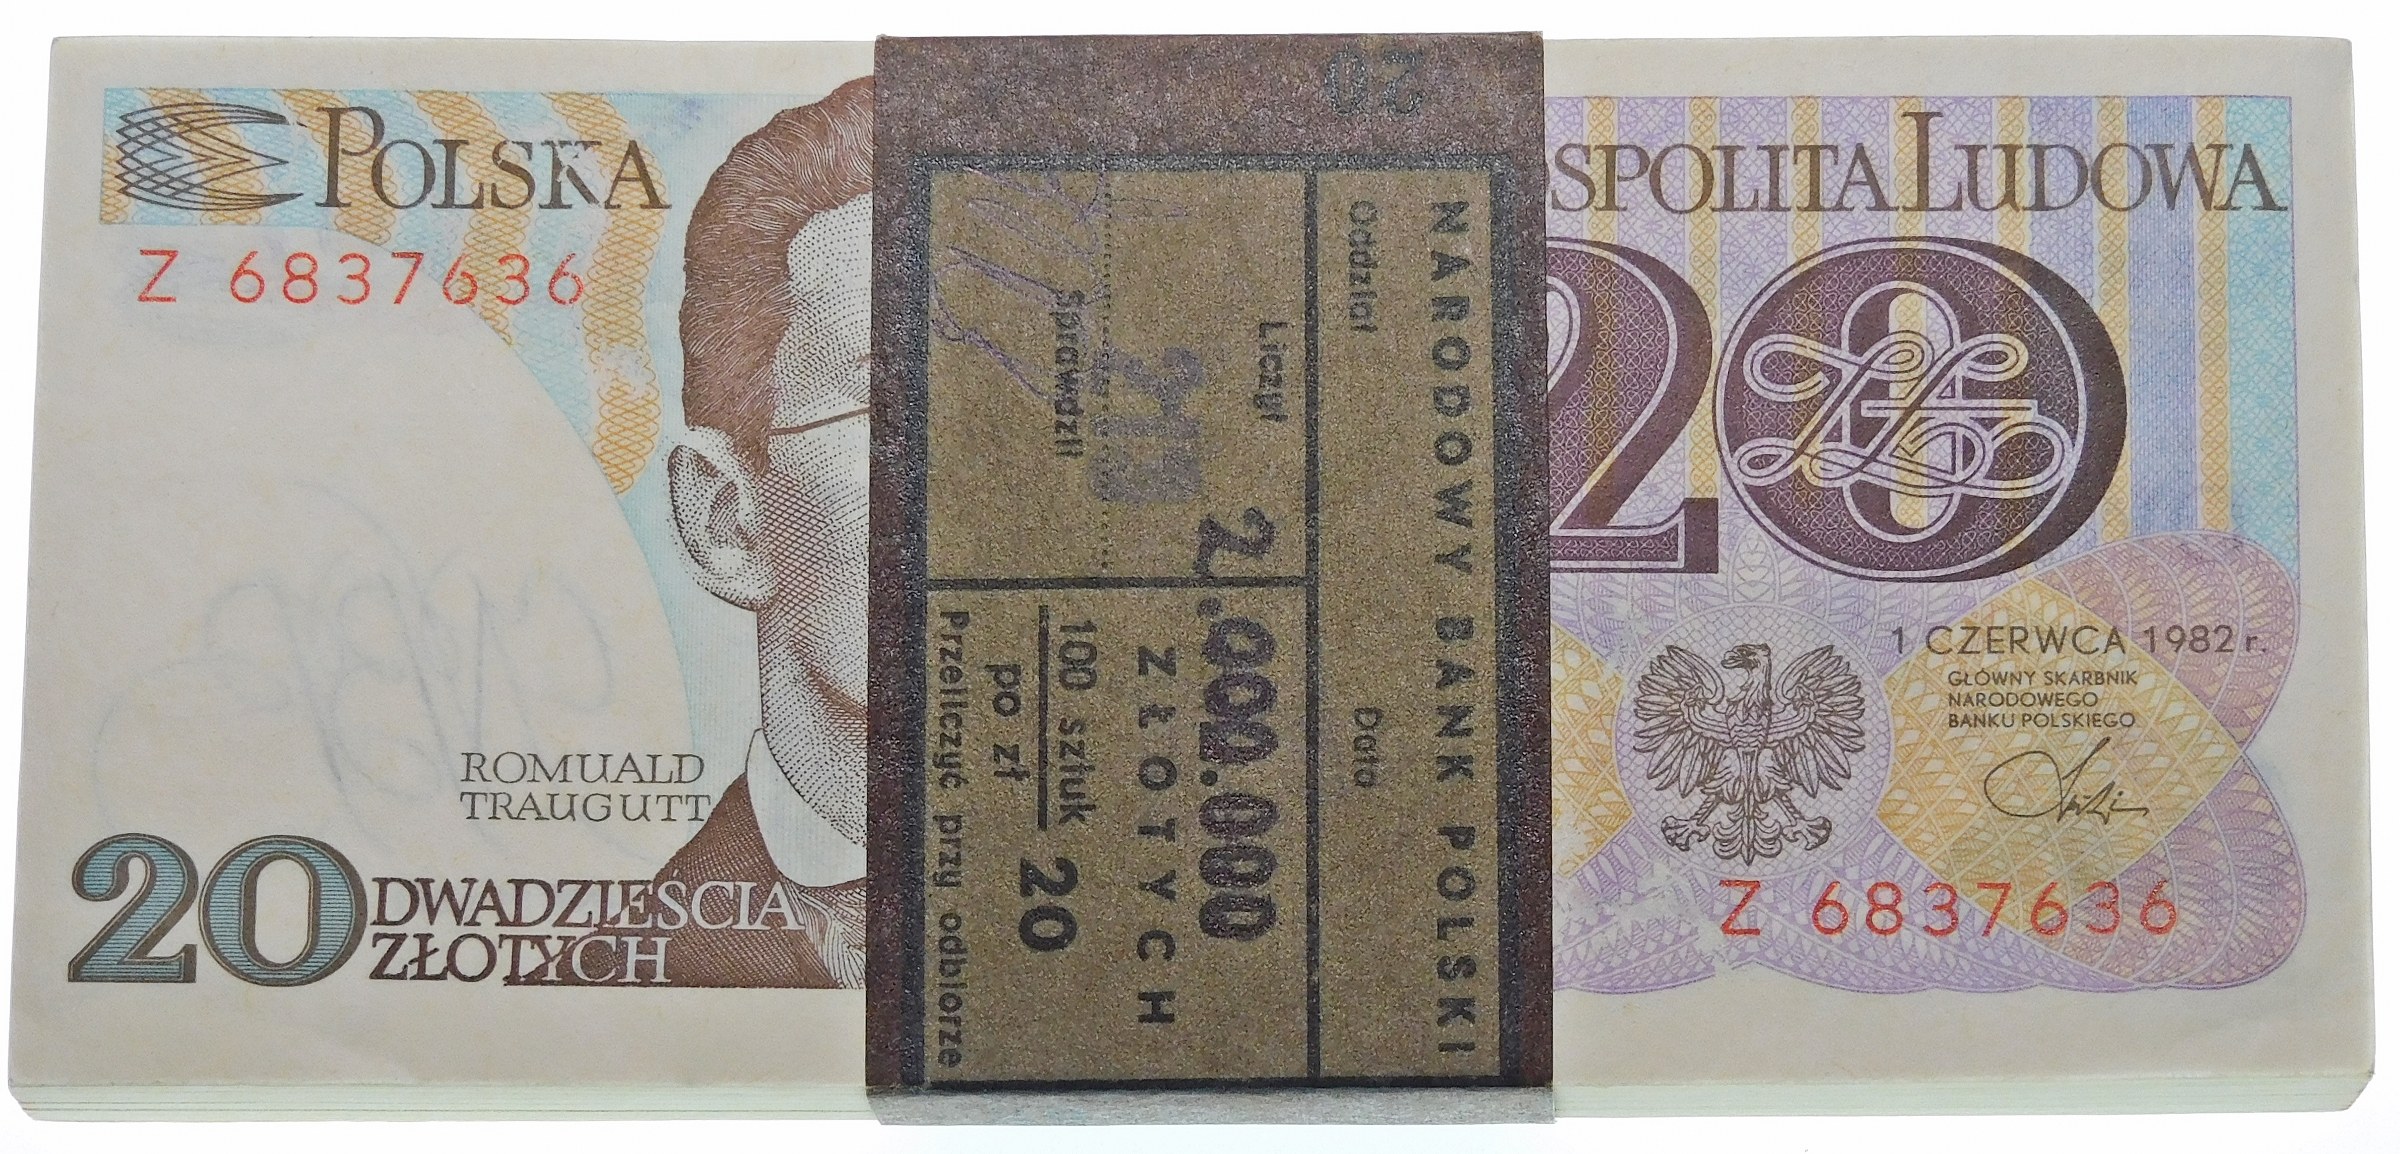 POLSKA
Z 6837636
ROMUALD
TRAUGUTT
20 DWADZIEŚCIA
ZŁOTYCH
20
NARODOWY BANK POLSKI
Oddział
Data
Liczył
2.000.000
ZŁOTYCH
Sprawdził
100 sztuk
po zł
20
Przeliczyć przy odbiorze
SPOLITA LUDOWA
20
1 CZERWCA 1982 r.
GŁÓWNY SKARBNIK
NARODOWEGO
BANKU POLSKIEGO
Z 6837636